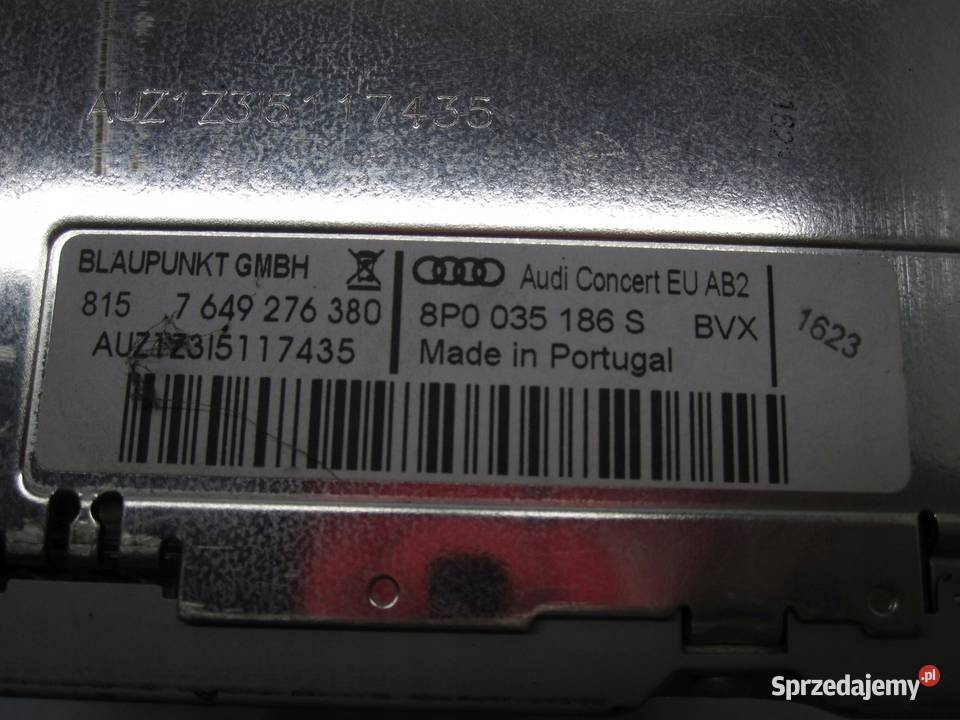 AUZ1Z3I5117435
BLAUPUNKT GMBH
815 7 649 276 380
AUZ1Z3I5117435
Audi Concert EU AB2
8P0 035 186 S BVX
Made in Portugal
1623
Sprzedajemy.pl